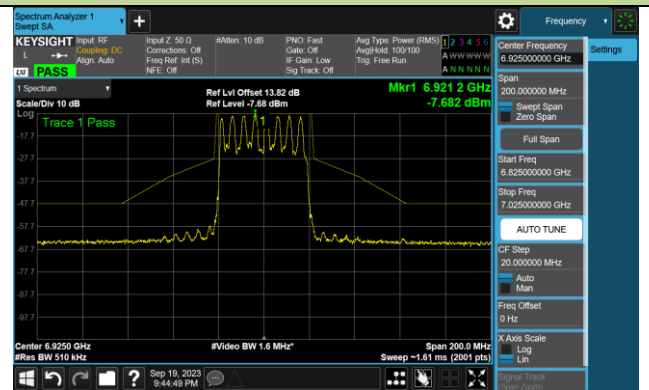 Spectrum Analyzer 1
Swept SA
Frequency
KEYSIGHT
Input: RF
Coupling: DC
Align: Auto
Input Z: 50 Ω
Corrections: Off
Freq Ref: Int (S)
NFE: Off
#Atten: 10 dB
PNO: Fast
Gate: Off
IF Gain: Low
Sig Track: Off
Avg Type: Power (RMS)
Avg|Hold: 100/100
Trig: Free Run
1 2 3 4 5 6
A W W W W W
A N N N N N
L
LXI PASS
Center Frequency
6.925000000 GHz
Settings
Span
200.000000 MHz
Swept Span
Zero Span
Full Span
Start Freq
6.825000000 GHz
Stop Freq
7.025000000 GHz
AUTO TUNE
CF Step
20.000000 MHz
Auto
Man
Freq Offset
0 Hz
X Axis Scale
Log
Lin
Signal Track
(Span Zoom)
1 Spectrum
Scale/Div 10 dB
Ref Lvl Offset 13.82 dB
Ref Level -7.68 dBm
Mkr1 6.921 2 GHz
-7.682 dBm
Log
Trace 1 Pass
1
-17.7
-27.7
-37.7
-47.7
-57.7
-67.7
-77.7
-87.7
-97.7
Center 6.9250 GHz
#Res BW 510 kHz
#Video BW 1.6 MHz*
Span 200.0 MHz
Sweep ~1.61 ms (2001 pts)
Sep 19, 2023
9:44:49 PM